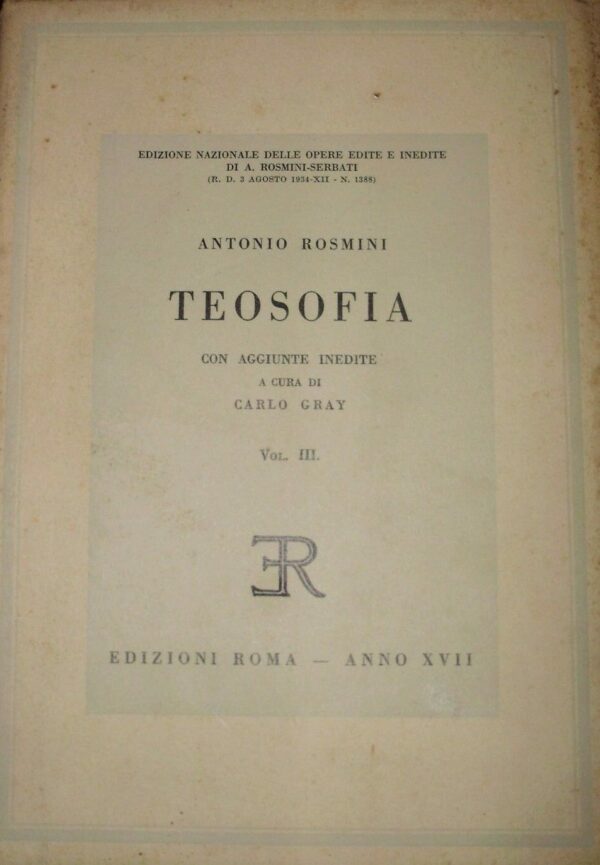 EDIZIONE NAZIONALE DELLE OPERE EDITE E INEDITE
DI A. ROSMINI-SERBATI
(R. D. 3 AGOSTO 1934-XII - N. 1388)
ANTONIO ROSMINI
TEOSOFIA
CON AGGIUNTE INEDITE
A CURA DI
CARLO GRAY
VOL. III.
ER
EDIZIONI ROMA — ANNO XVII